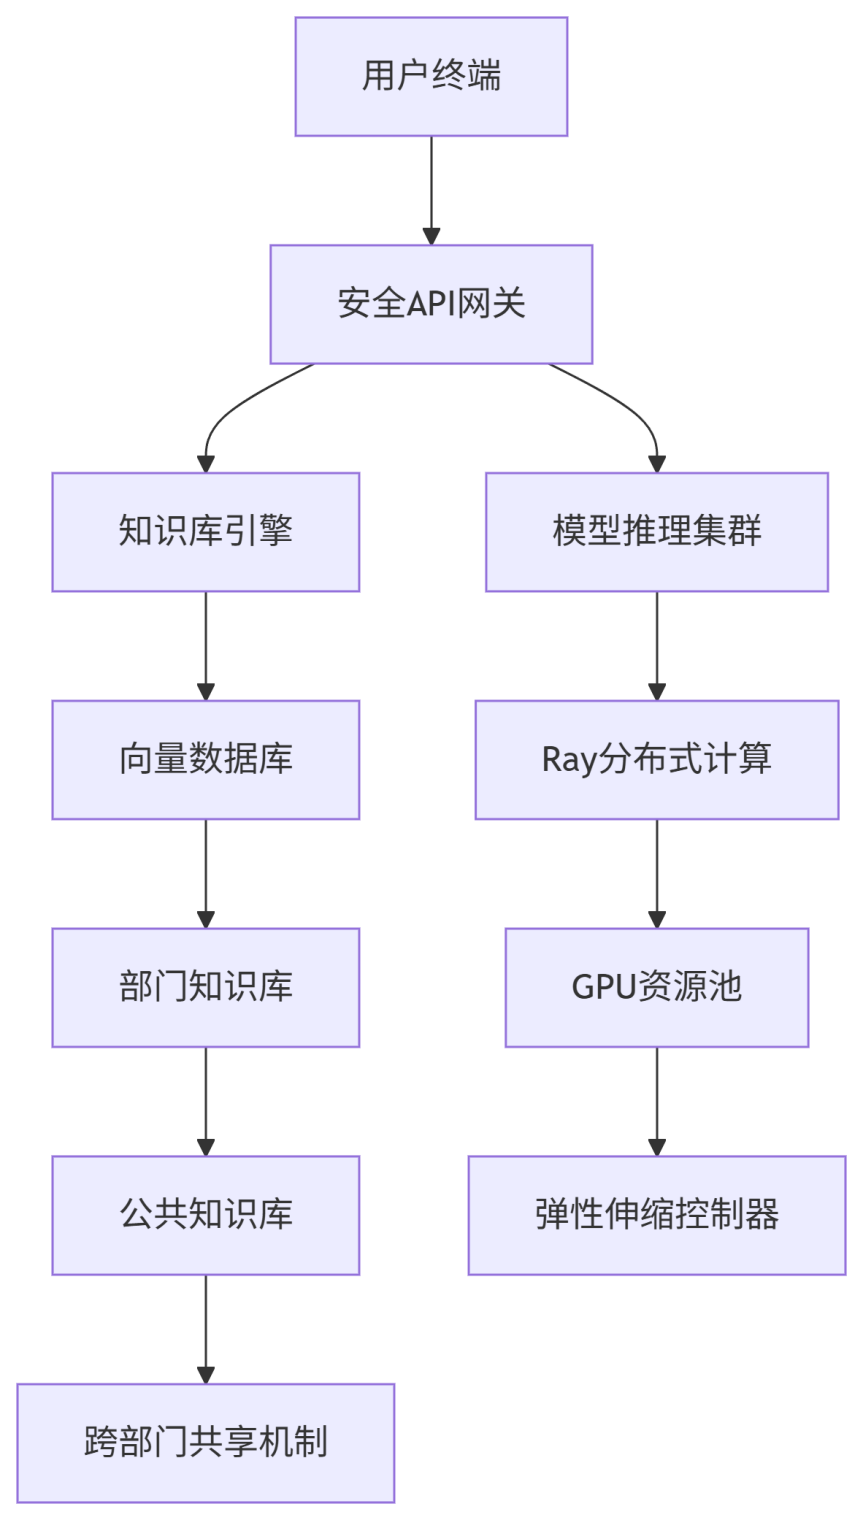 用户终端
安全API网关
知识库引擎
模型推理集群
向量数据库
Ray分布式计算
部门知识库
GPU资源池
公共知识库
弹性伸缩控制器
跨部门共享机制